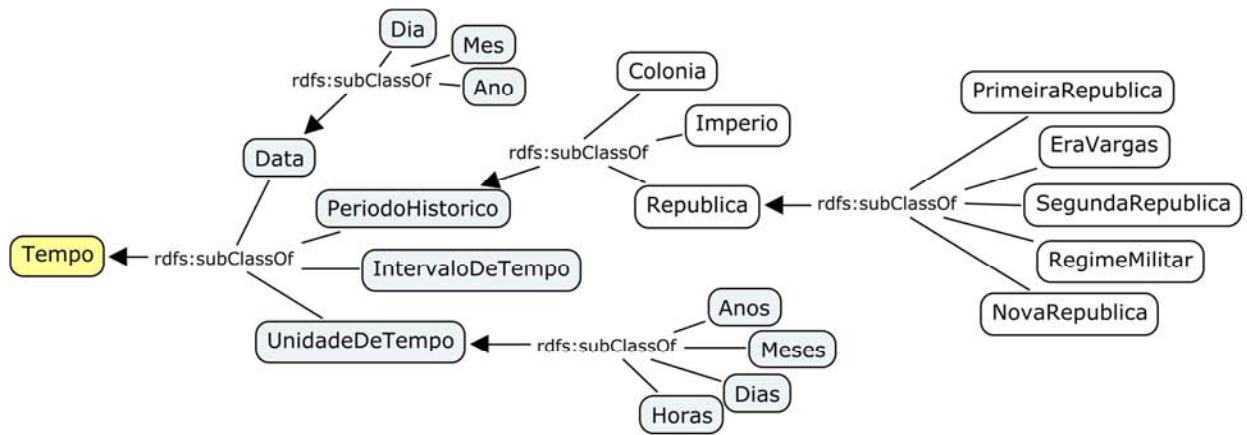 Dia
Mes
rdfs:subClassOf
Ano
Data
Colonia
Imperio
rdfs:subClassOf
PeriodoHistorico
Republica
PrimeiraRepublica
EraVargas
rdfs:subClassOf
SegundaRepublica
RegimeMilitar
NovaRepublica
Tempo
rdfs:subClassOf
IntervaloDeTempo
UnidadeDeTempo
Anos
rdfs:subClassOf
Meses
Dias
Horas